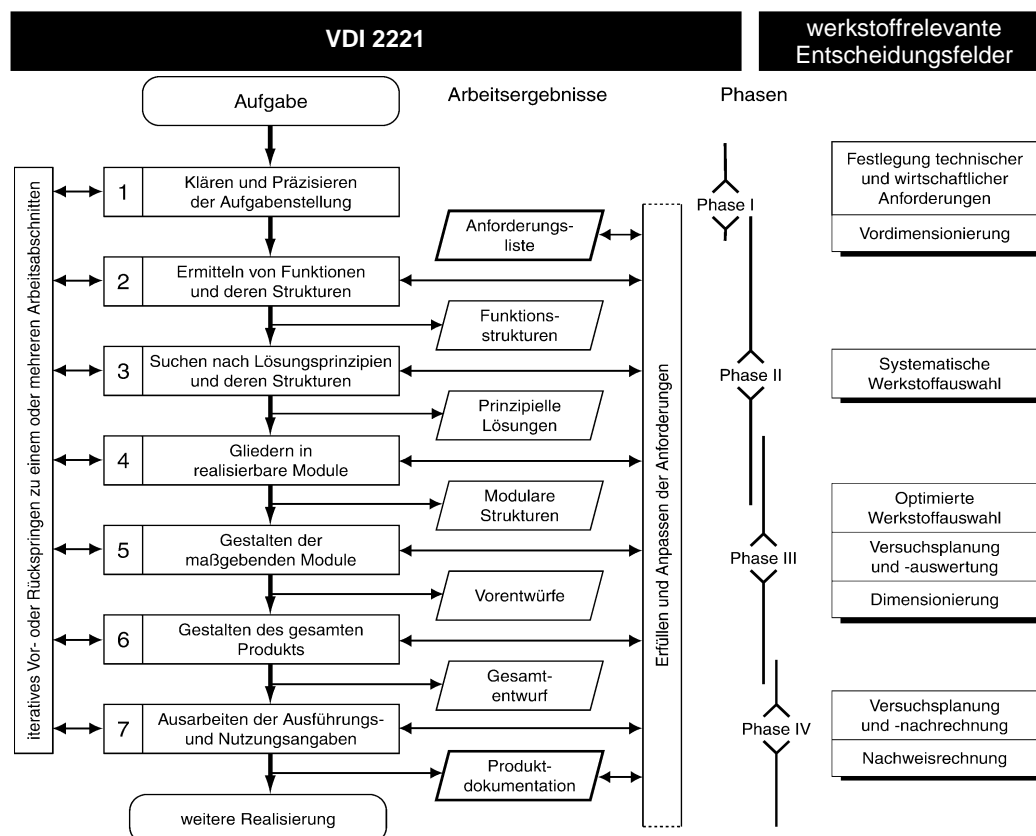 VDI 2221
werkstoffrelevante
Entscheidungsfelder
Aufgabe
Arbeitsergebnisse
Phasen
iteratives Vor- oder Rückspringen zu einem oder mehreren Arbeitsabschnitten
1
Klären und Präzisieren
der Aufgabenstellung
Anforderungs-
liste
2
Ermitteln von Funktionen
und deren Strukturen
Funktions-
strukturen
3
Suchen nach Lösungsprinzipien
und deren Strukturen
Prinzipielle
Lösungen
4
Gliedern in
realisierbare Module
Modulare
Strukturen
5
Gestalten der
maßgebenden Module
Vorentwürfe
6
Gestalten des gesamten
Produkts
Gesamt-
entwurf
7
Ausarbeiten der Ausführungs-
und Nutzungsangaben
Produkt-
dokumentation
weitere Realisierung
Erfüllen und Anpassen der Anforderungen
Phase I
Phase II
Phase III
Phase IV
Festlegung technischer
und wirtschaftlicher
Anforderungen
Vordimensionierung
Systematische
Werkstoffauswahl
Optimierte
Werkstoffauswahl
Versuchsplanung
und -auswertung
Dimensionierung
Versuchsplanung
und -nachrechnung
Nachweisrechnung